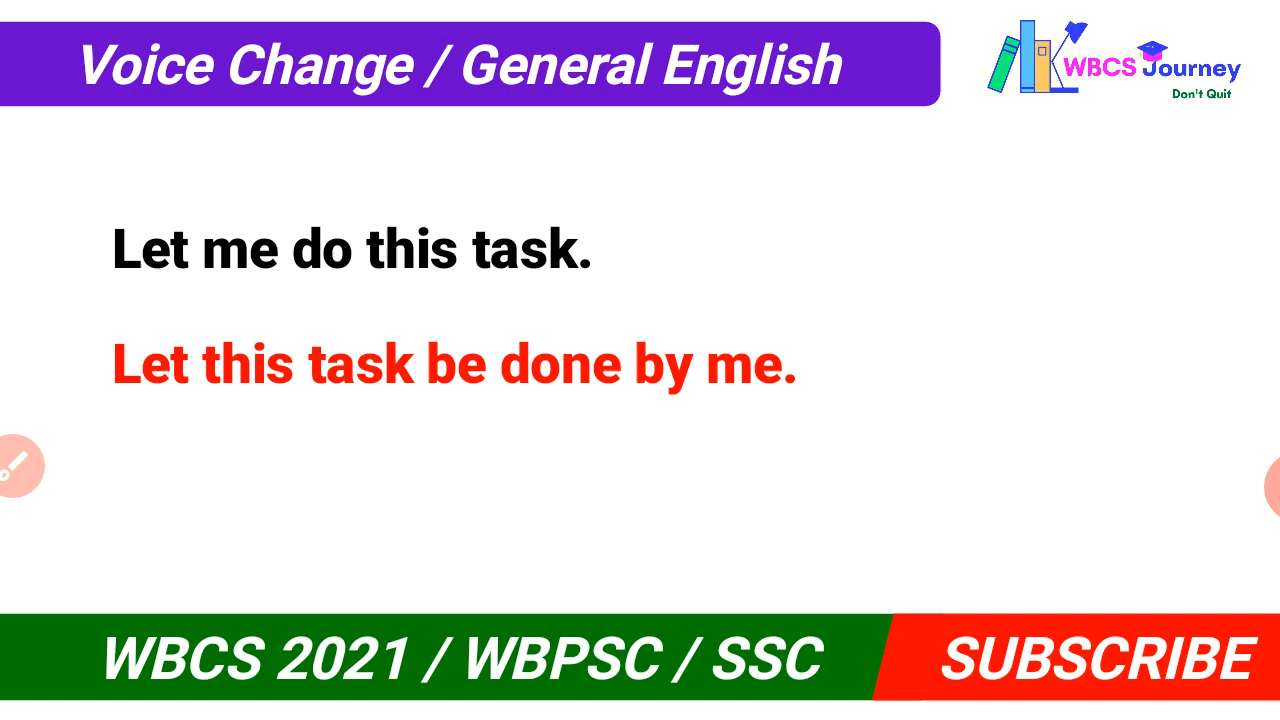 Voice Change / General English
WBCS Journey
Don't Quit
Let me do this task.
Let this task be done by me.
WBCS 2021 / WBPSC / SSC
SUBSCRIBE